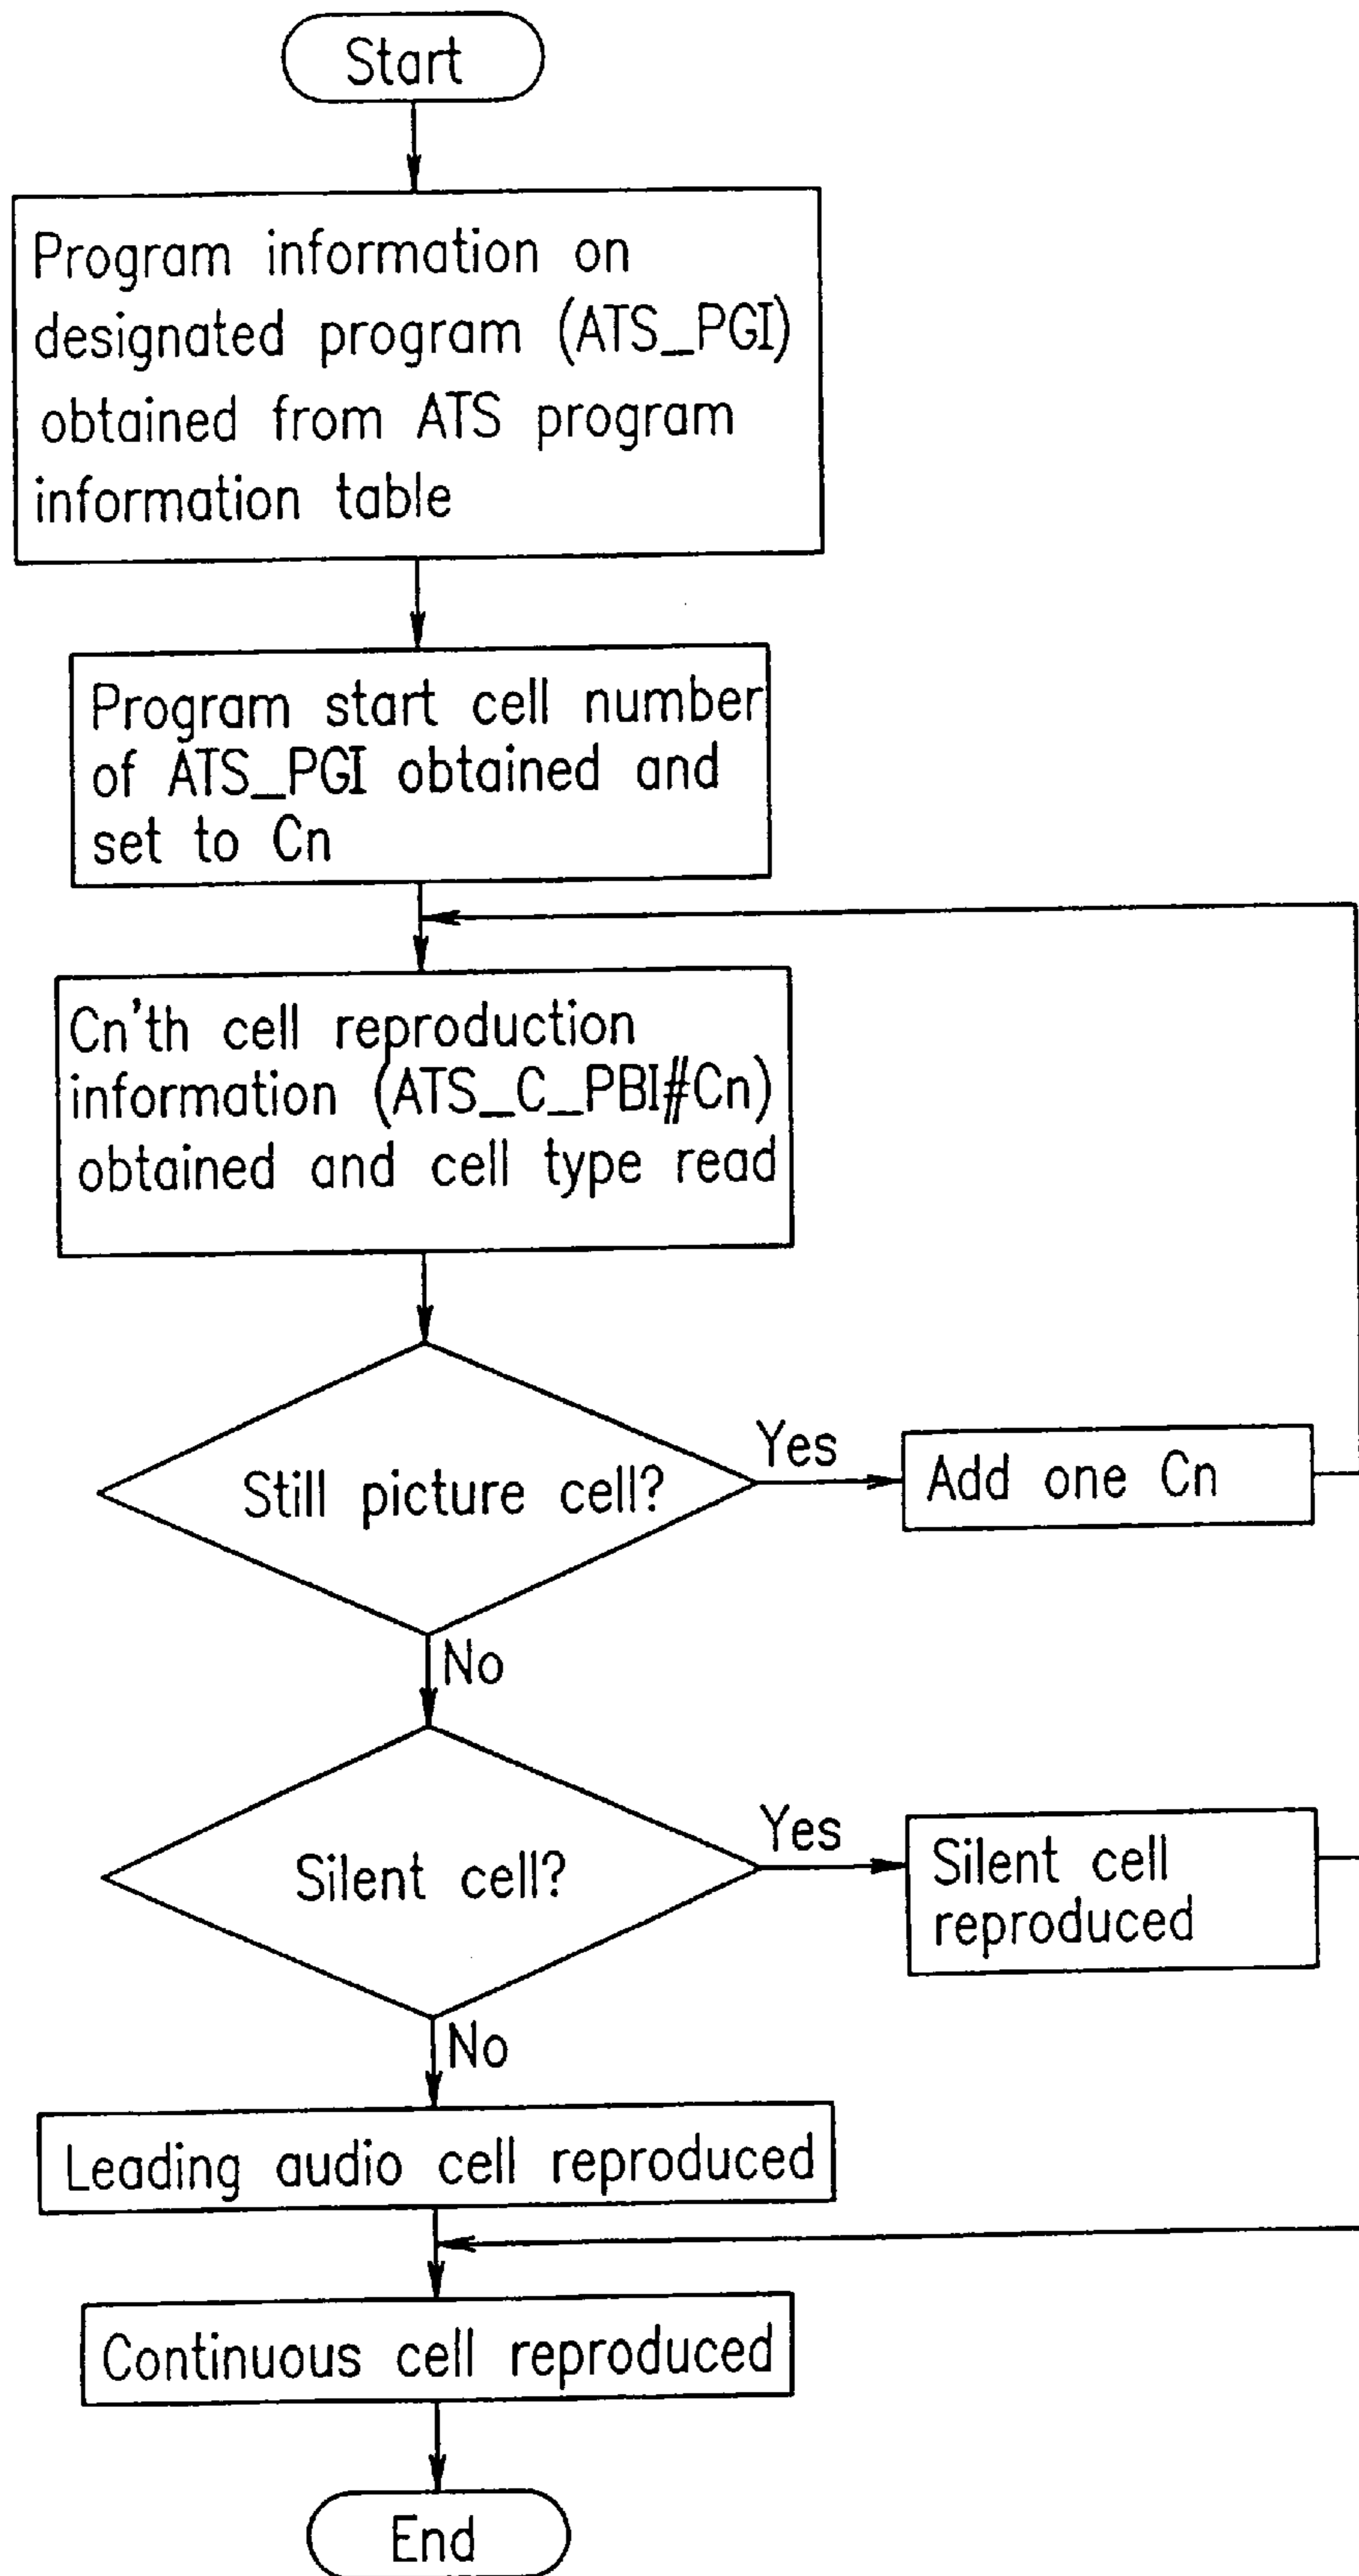 Start
Program information on
designated program (ATS_PGI)
obtained from ATS program
information table
Program start cell number
of ATS_PGI obtained and
set to Cn
Cn'th cell reproduction
information (ATS_C_PBI#Cn)
obtained and cell type read
Still picture cell?
Yes
Add one Cn
No
Silent cell?
Yes
Silent cell
reproduced
No
Leading audio cell reproduced
Continuous cell reproduced
End